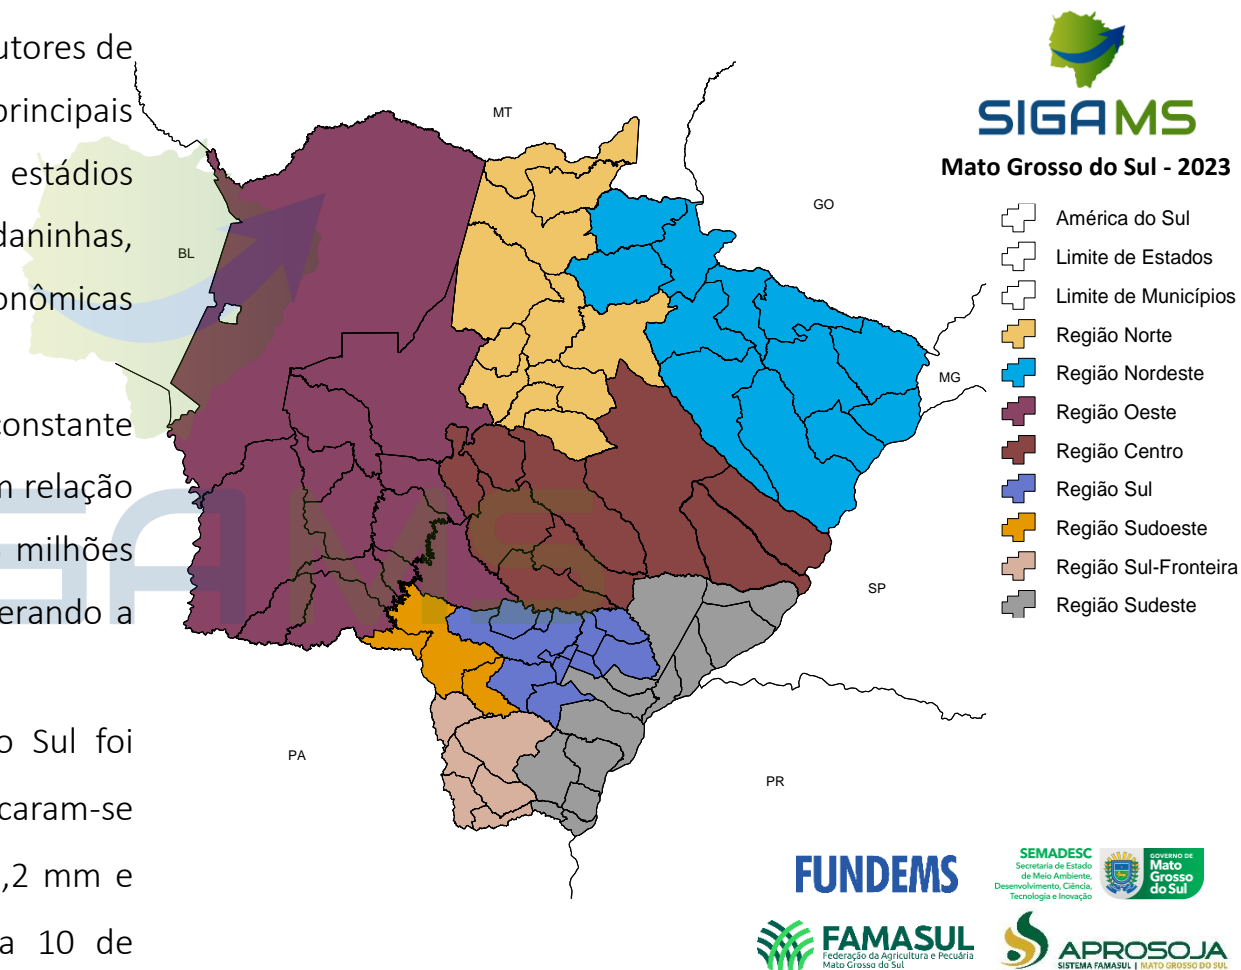 utores de
principais
estádios
daninhas,
onômicas
constante
m relação
milhões
erando a
o Sul foi
caram-se
,2 mm e
a 10 de
MT
GO
BL
MG
SP
PA
PR
SIGAMS
SIGAMS
Mato Grosso do Sul - 2023
América do Sul
Limite de Estados
Limite de Municípios
Região Norte
Região Nordeste
Região Oeste
Região Centro
Região Sul
Região Sudoeste
Região Sul-Fronteira
Região Sudeste
FUNDEMS
SEMADESC
Secretaria de Estado
de Meio Ambiente,
Desenvolvimento, Ciência,
Tecnologia e Inovação
GOVERNO DE
Mato
Grosso
do Sul
FAMASUL
Federação da Agricultura e Pecuária
Mato Grosso do Sul
APROSOJA
SISTEMA FAMASUL | MATO GROSSO DO SUL